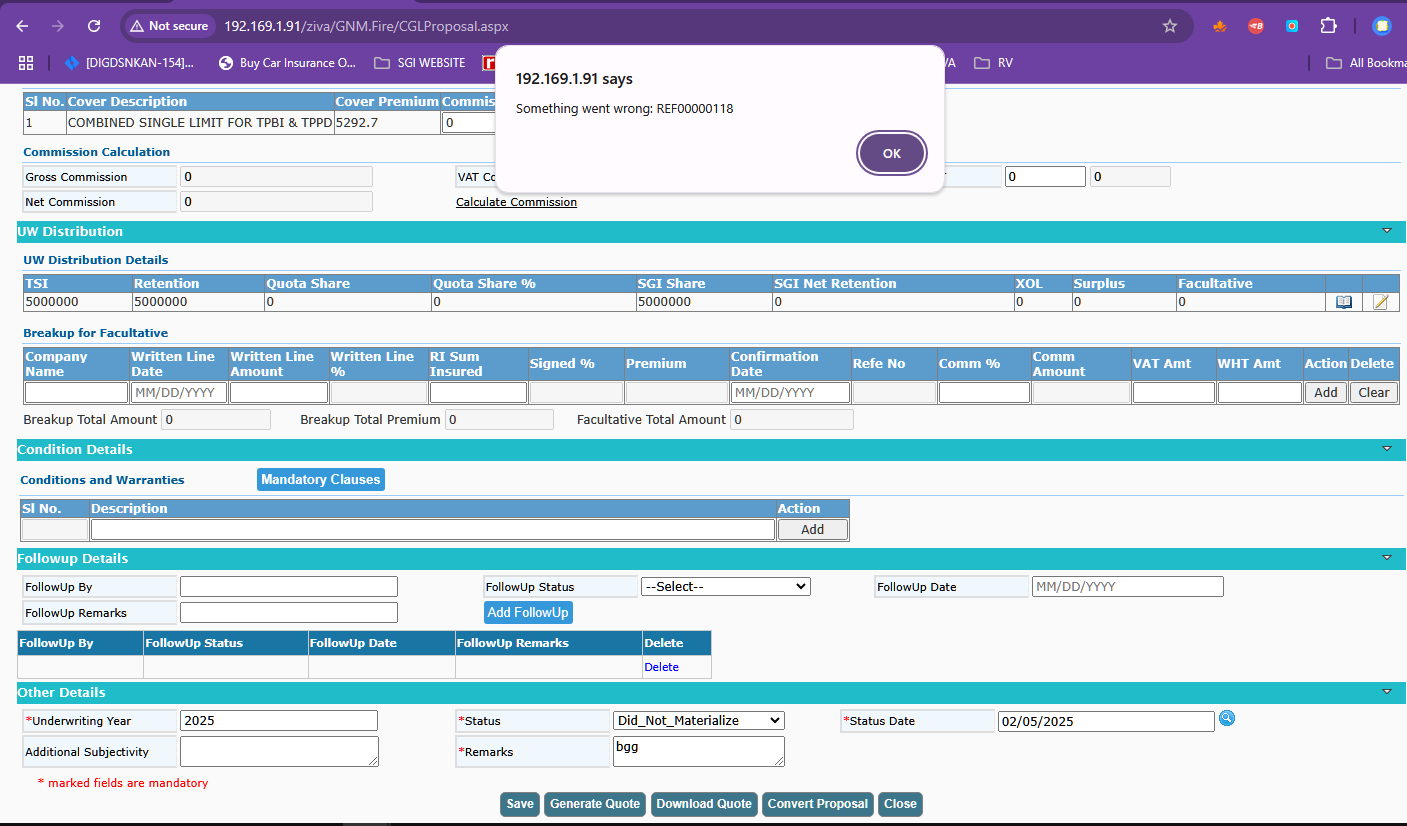 Not secure 192.169.1.91/ziva/GNM.Fire/CGLProposal.aspx
[DIGDSNKAN-154]... Buy Car Insurance O... SGI WEBSITE RV All Bookma
192.169.1.91 says
Something went wrong: REF00000118
OK
Sl No. Cover Description Cover Premium Commis
1 COMBINED SINGLE LIMIT FOR TPBI & TPPD 5292.7 0
Commission Calculation
Gross Commission 0 VAT Co 0 0
Net Commission 0 Calculate Commission
UW Distribution
UW Distribution Details
TSI Retention Quota Share Quota Share % SGI Share SGI Net Retention XOL Surplus Facultative
5000000 5000000 0 0 5000000 0 0 0 0
Breakup for Facultative
Company Name Written Line Date Written Line Amount Written Line % RI Sum Insured Signed % Premium Confirmation Date Refe No Comm % Comm Amount VAT Amt WHT Amt Action Delete
MM/DD/YYYY MM/DD/YYYY Add Clear
Breakup Total Amount 0 Breakup Total Premium 0 Facultative Total Amount 0
Condition Details
Conditions and Warranties Mandatory Clauses
Sl No. Description Action
Add
Followup Details
FollowUp By FollowUp Status --Select-- FollowUp Date MM/DD/YYYY
FollowUp Remarks Add FollowUp
FollowUp By FollowUp Status FollowUp Date FollowUp Remarks Delete
Delete
Other Details
*Underwriting Year 2025 *Status Did_Not_Materialize *Status Date 02/05/2025
Additional Subjectivity *Remarks bgg
* marked fields are mandatory
Save Generate Quote Download Quote Convert Proposal Close